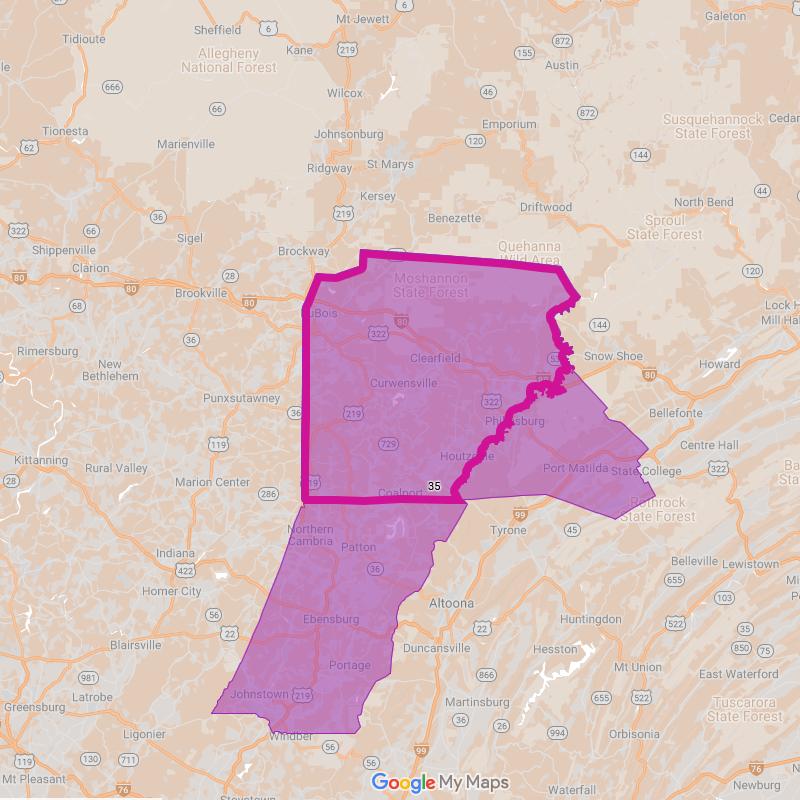 Mt Jewett
6
Galeton
Tidioute
Sheffield
6
Kane
219
872
155
Allegheny
National Forest
Austin
666
Wilcox
46
66
872
Emporium
Susquehannock
State Forest
Tionesta
Johnsonburg
120
62
Marienville
St Marys
144
Ridgway
Kersey
44
North Bend
36
219
Benezette
Driftwood
322
66
Sigel
Sproul
State Forest
Shippenville
Brockway
Quehanna
Wild Area
Clarion
28
120
80
Moshannon
State Forest
Brookville
80
68
DuBois
80
Lock H
144
Mill Hal
322
36
Rimersburg
Clearfield
53
Snow Shoe
New
Bethlehem
Howard
Curwensville
80
Punxsutawney
322
36
219
Philipsburg
Bellefonte
119
729
Centre Hall
Kittanning
Rural Valley
Houtzdale
Port Matilda
State College
322
Marion Center
219
35
286
Coalport
Rothrock
State Forest
99
Northern
Cambria
Tyrone
45
Indiana
Patton
Belleville
Lewistown
422
36
655
Homer City
103
Altoona
56
Ebensburg
Huntingdon
22
22
522
35
Blairsville
Duncansville
Hesston
850
75
Portage
Mt Union
981
866
East Waterford
Latrobe
Johnstown
219
Martinsburg
655
522
Greensburg
36
26
Tuscarora
State Forest
Ligonier
Windber
994
Orbisonia
56
119
130
711
99
76
Mt Pleasant
56
Google My Maps
Waterfall
Newburg
76
Stoystown